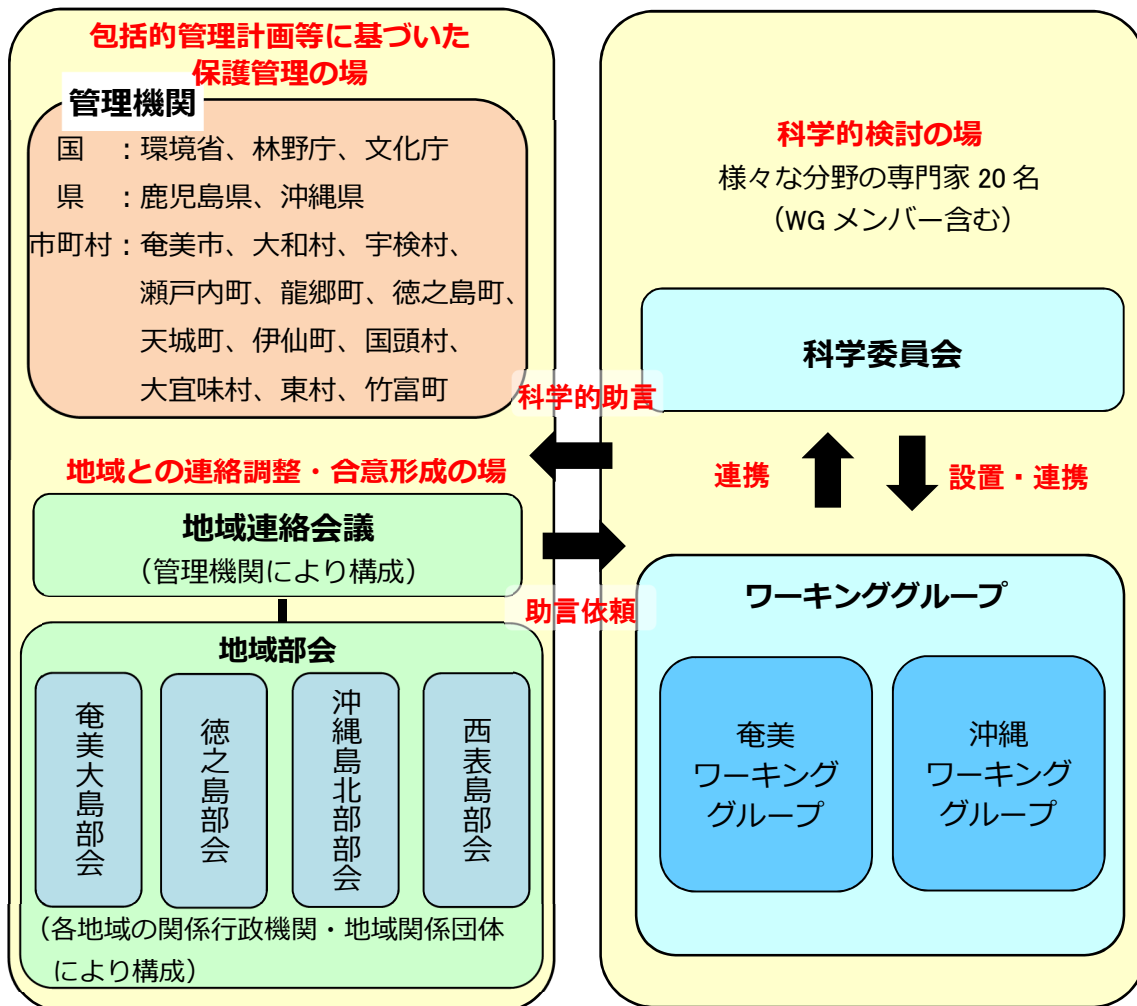 包括的管理計画等に基づいた
保護管理の場
管理機関
国　：環境省、林野庁、文化庁
県　：鹿児島県、沖縄県
市町村：奄美市、大和村、宇検村、
瀬戸内町、龍郷町、徳之島町、
天城町、伊仙町、国頭村、
大宜味村、東村、竹富町
地域との連絡調整・合意形成の場
地域連絡会議
（管理機関により構成）
地域部会
奄美大島部会
徳之島部会
沖縄島北部部会
西表島部会
（各地域の関係行政機関・地域関係団体
により構成）
科学的助言
助言依頼
科学的検討の場
様々な分野の専門家 20 名
（WG メンバー含む）
科学委員会
連携
設置・連携
ワーキンググループ
奄美
ワーキング
グループ
沖縄
ワーキング
グループ